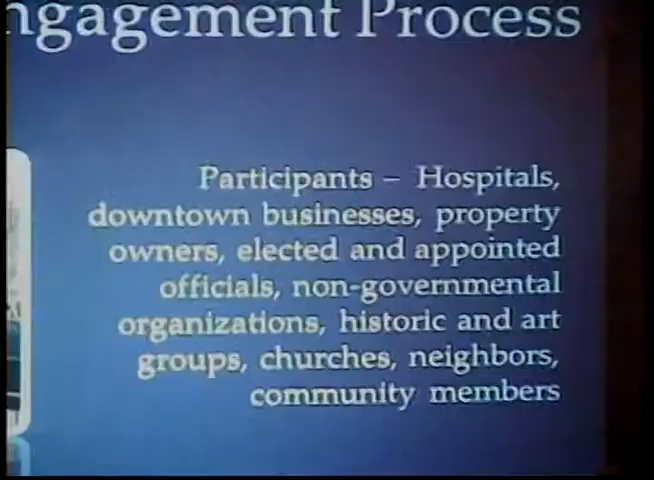 ngagement Process
Participants – Hospitals,
downtown businesses, property
owners, elected and appointed
officials, non-governmental
organizations, historic and art
groups, churches, neighbors,
community members